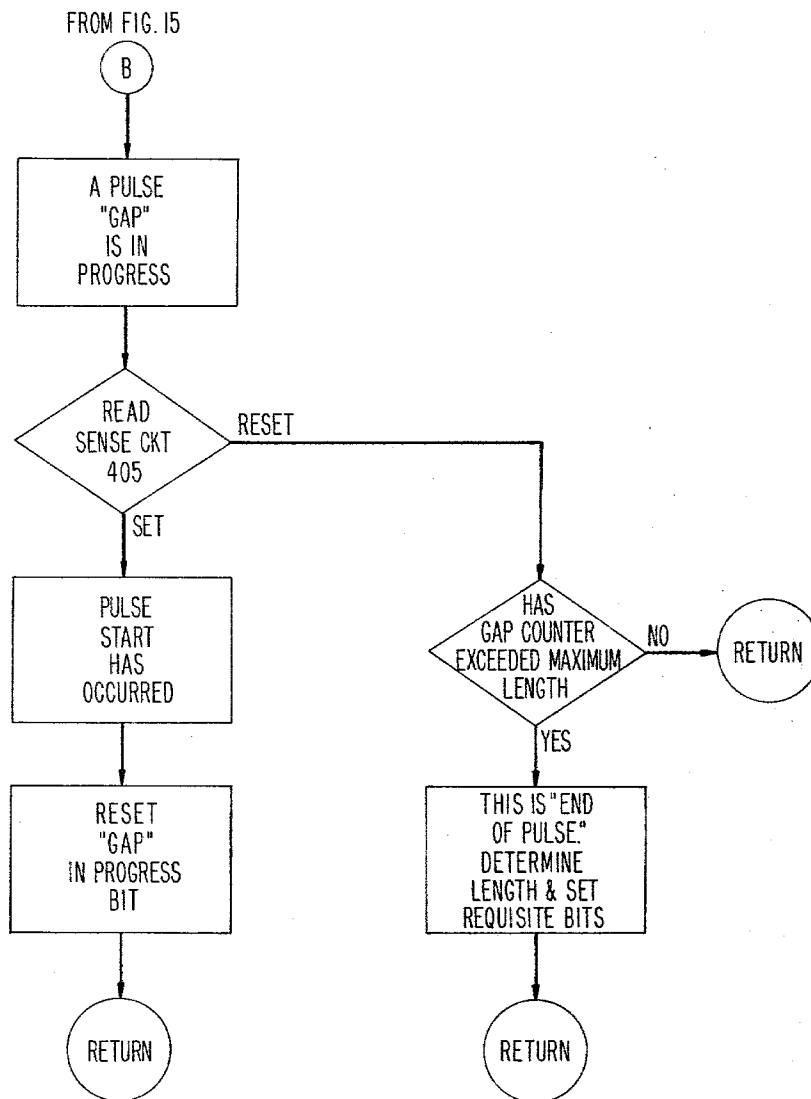 FROM FIG. 15
B
A PULSE
"GAP"
IS IN
PROGRESS
READ
SENSE CKT
405
RESET
SET
PULSE
START
HAS
OCCURRED
RESET
"GAP"
IN PROGRESS
BIT
RETURN
HAS
GAP COUNTER
EXCEEDED MAXIMUM
LENGTH
NO
RETURN
YES
THIS IS "END
OF PULSE."
DETERMINE
LENGTH & SET
REQUISITE BITS
RETURN